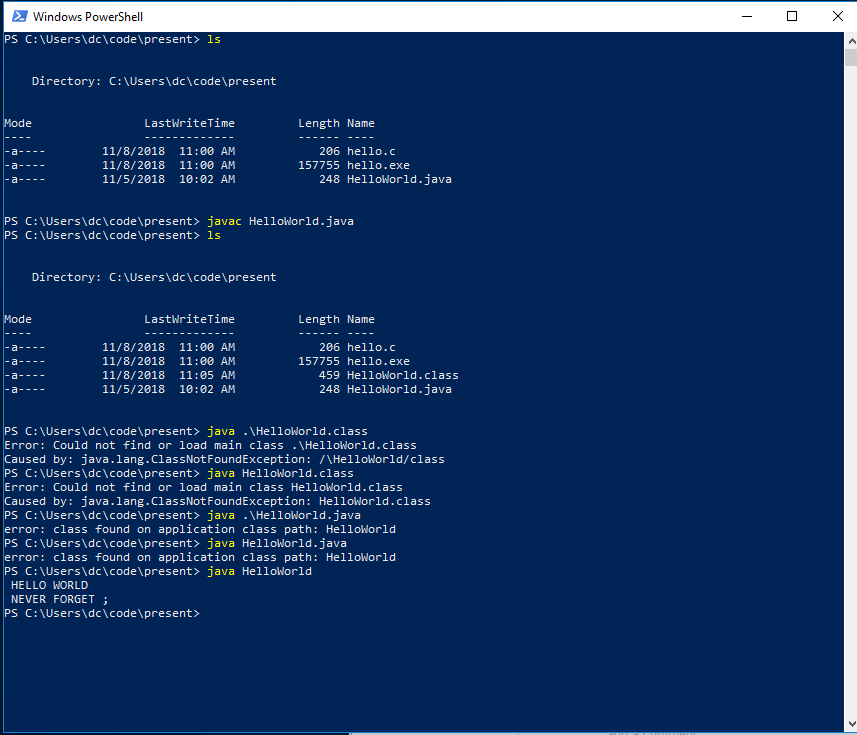 Windows PowerShell
PS C:\Users\dc\code\present> ls
Directory: C:\Users\dc\code\present
Mode LastWriteTime Length Name
---- ------------- ------ ----
-a---- 11/8/2018 11:00 AM 206 hello.c
-a---- 11/8/2018 11:00 AM 157755 hello.exe
-a---- 11/5/2018 10:02 AM 248 HelloWorld.java
PS C:\Users\dc\code\present> javac HelloWorld.java
PS C:\Users\dc\code\present> ls
Directory: C:\Users\dc\code\present
Mode LastWriteTime Length Name
---- ------------- ------ ----
-a---- 11/8/2018 11:00 AM 206 hello.c
-a---- 11/8/2018 11:00 AM 157755 hello.exe
-a---- 11/8/2018 11:05 AM 459 HelloWorld.class
-a---- 11/5/2018 10:02 AM 248 HelloWorld.java
PS C:\Users\dc\code\present> java .\HelloWorld.class
Error: Could not find or load main class .\HelloWorld.class
Caused by: java.lang.ClassNotFoundException: /\HelloWorld/class
PS C:\Users\dc\code\present> java HelloWorld.class
Error: Could not find or load main class HelloWorld.class
Caused by: java.lang.ClassNotFoundException: HelloWorld.class
PS C:\Users\dc\code\present> java .\HelloWorld.java
error: class found on application class path: HelloWorld
PS C:\Users\dc\code\present> java HelloWorld.java
error: class found on application class path: HelloWorld
PS C:\Users\dc\code\present> java HelloWorld
HELLO WORLD
NEVER FORGET ;
PS C:\Users\dc\code\present>